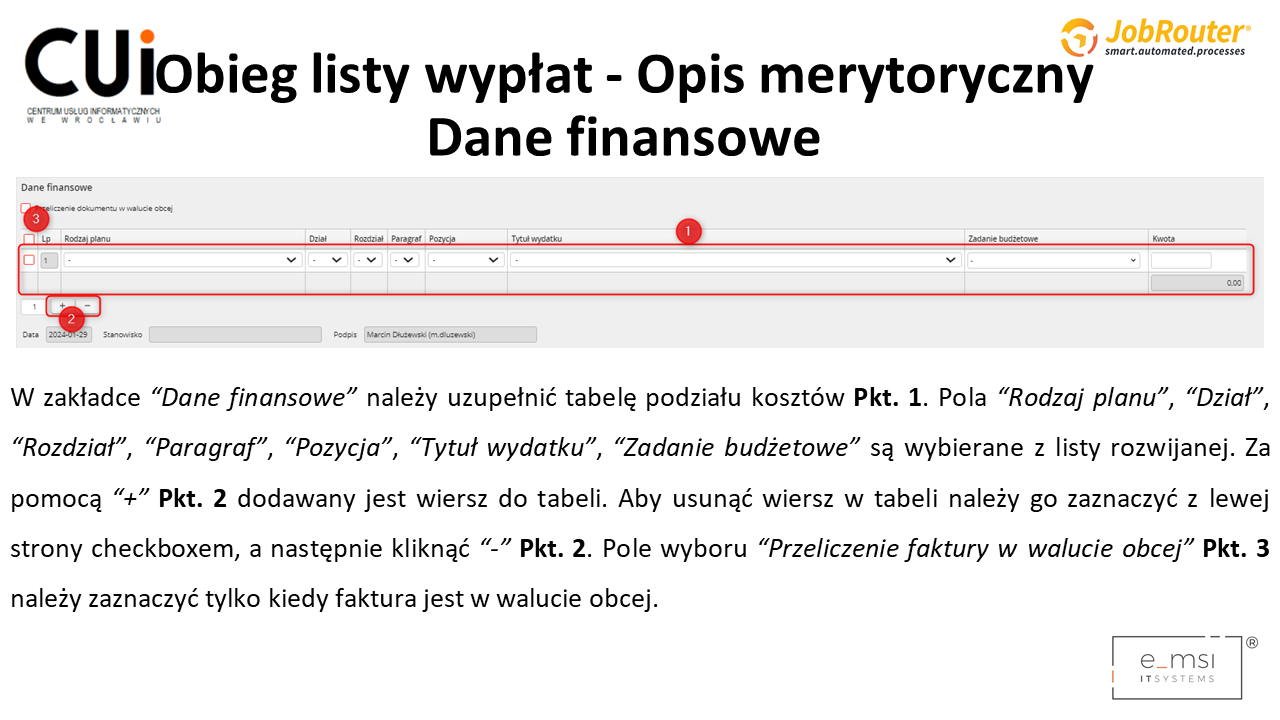 CUi
CENTRUM USŁUG INFORMATYCZNYCH
WE WROCŁAWIU
JobRouter®
smart.automated.processes
Obieg listy wypłat - Opis merytoryczny
Dane finansowe
Dane finansowe
Przeliczenie dokumentu w walucie obcej
3
1
Lp Rodzaj planu Dział Rozdział Paragraf Pozycja Tytuł wydatku Zadanie budżetowe Kwota
1 - - - - - - -
0,00
1 + −
2
Data 2024-01-29 Stanowisko Podpis Marcin Dłużewski (m.dluzewski)
W zakładce “Dane finansowe” należy uzupełnić tabelę podziału kosztów Pkt. 1. Pola “Rodzaj planu”, “Dział”,
“Rozdział”, “Paragraf”, “Pozycja”, “Tytuł wydatku”, “Zadanie budżetowe” są wybierane z listy rozwijanej. Za
pomocą “+” Pkt. 2 dodawany jest wiersz do tabeli. Aby usunąć wiersz w tabeli należy go zaznaczyć z lewej
strony checkboxem, a następnie kliknąć “-” Pkt. 2. Pole wyboru “Przeliczenie faktury w walucie obcej” Pkt. 3
należy zaznaczyć tylko kiedy faktura jest w walucie obcej.
e_msi ®
ITSYSTEMS